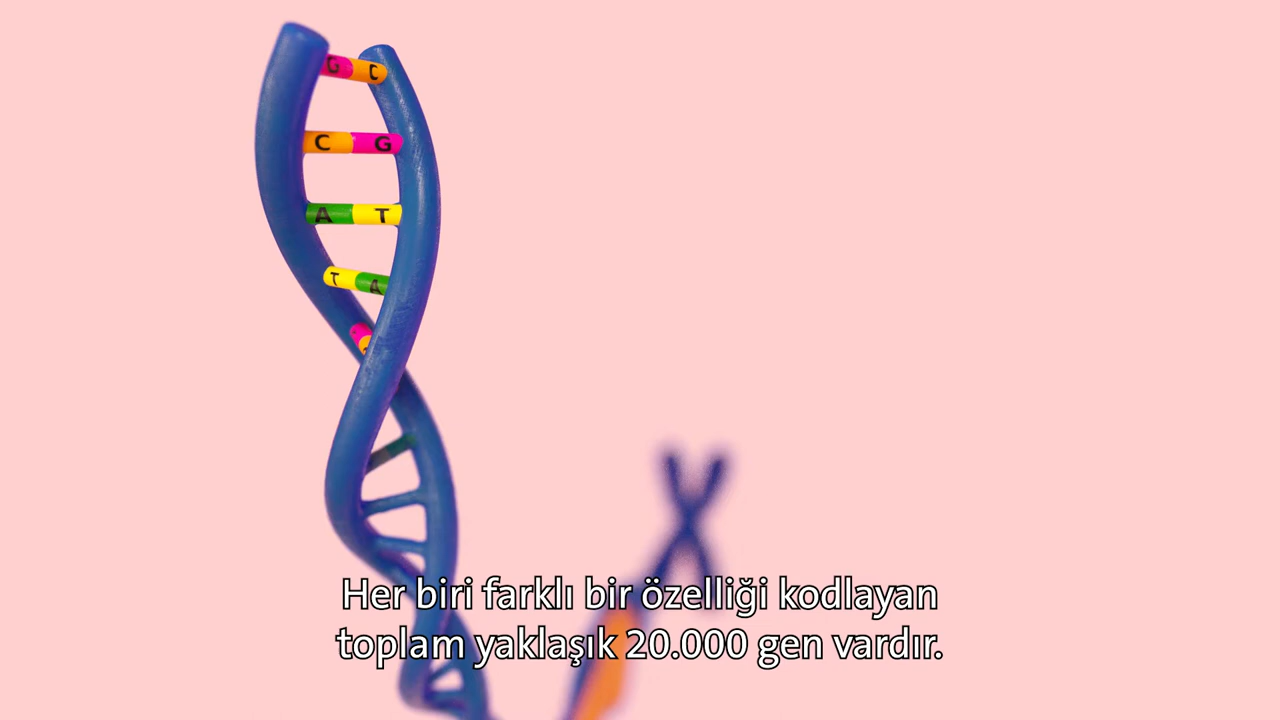 G C
C G
A T
T A
Her biri farklı bir özelliği kodlayan
toplam yaklaşık 20.000 gen vardır.